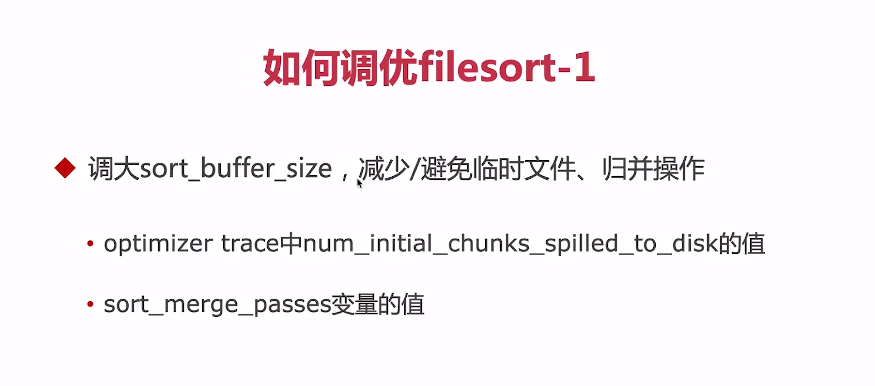 如何调优filesort-1
◆ 调大sort_buffer_size，减少/避免临时文件、归并操作
• optimizer trace中num_initial_chunks_spilled_to_disk的值
• sort_merge_passes变量的值